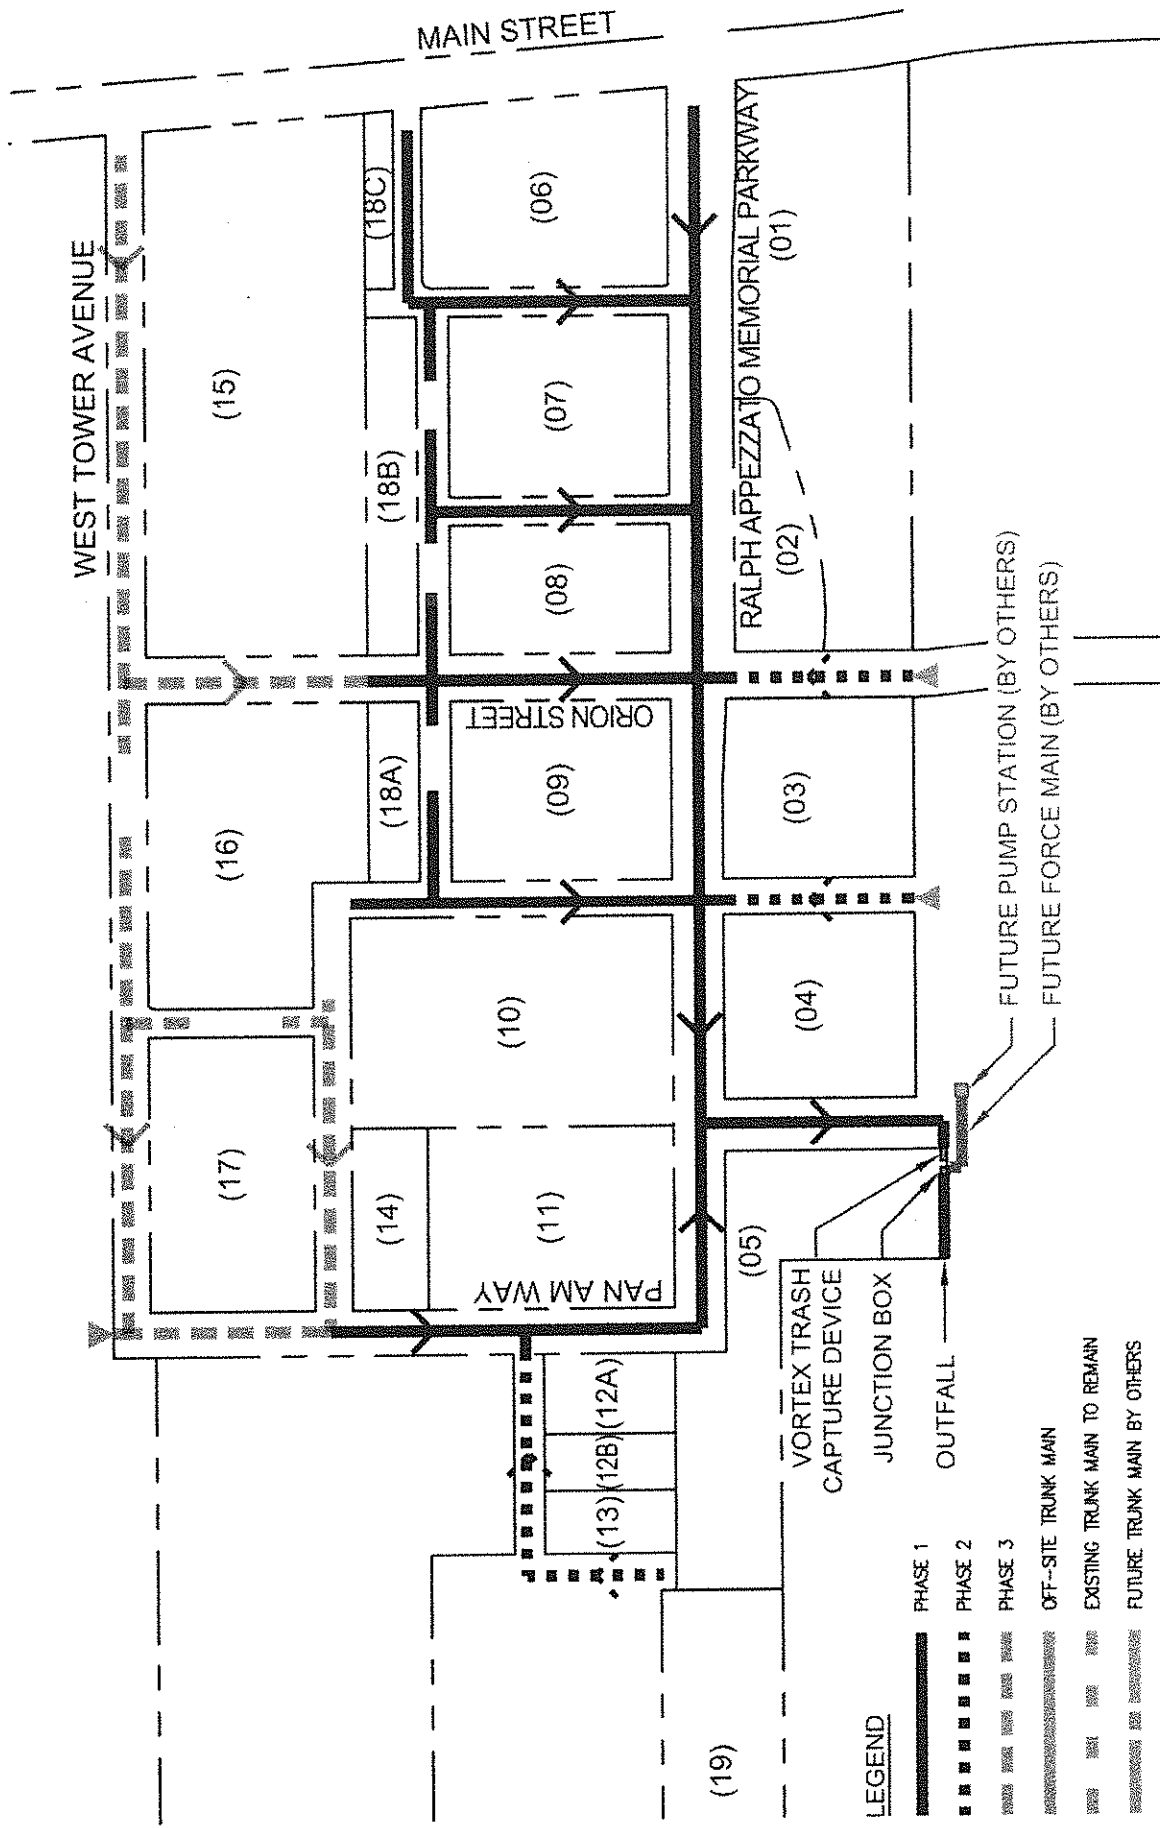 MAIN STREET
WEST TOWER AVENUE
RALPH APPEZZATO MEMORIAL PARKWAY
ORION STREET
PAN AM WAY
(15)
(16)
(17)
(18C)
(18B)
(18A)
(06)
(07)
(08)
(09)
(10)
(14)
(11)
(01)
(02)
(03)
(04)
(05)
(12A)
(12B)
(13)
(19)
FUTURE PUMP STATION (BY OTHERS)
FUTURE FORCE MAIN (BY OTHERS)
VORTEX TRASH
CAPTURE DEVICE
JUNCTION BOX
OUTFALL
LEGEND
PHASE 1
PHASE 2
PHASE 3
OFF-SITE TRUNK MAIN
EXISTING TRUNK MAIN TO REMAIN
FUTURE TRUNK MAIN BY OTHERS